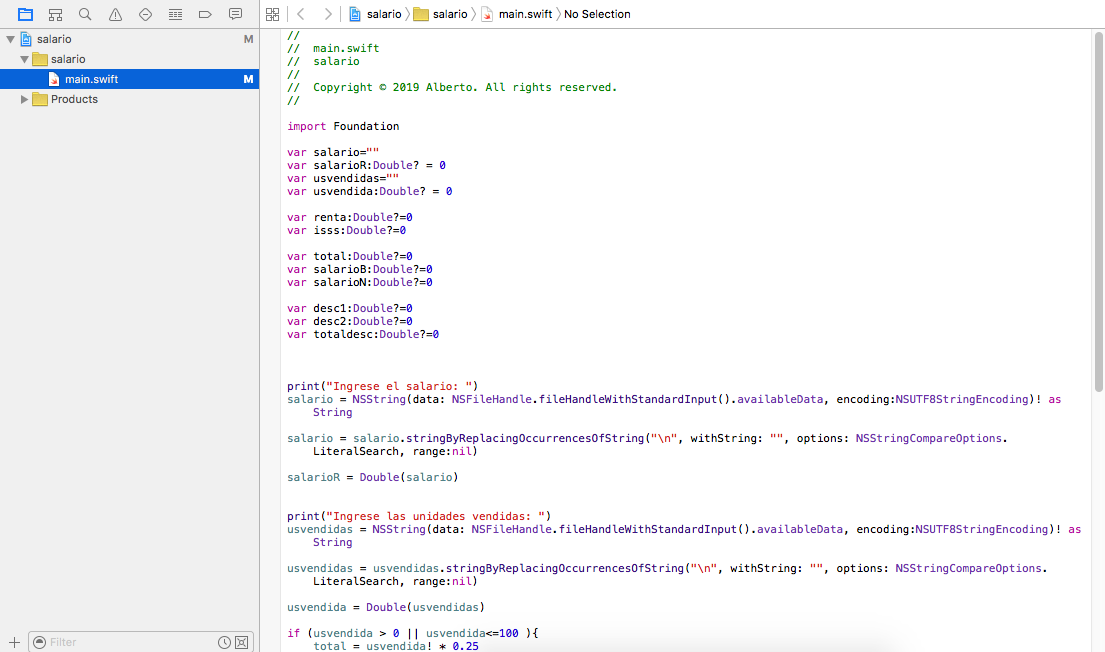 salario 〉 salario 〉 main.swift 〉 No Selection
salario M
salario
main.swift M
Products
Filter
//
//  main.swift
//  salario
//
//  Copyright © 2019 Alberto. All rights reserved.
//
import Foundation
var salario=""
var salarioR:Double? = 0
var usvendidas=""
var usvendida:Double? = 0
var renta:Double?=0
var isss:Double?=0
var total:Double?=0
var salarioB:Double?=0
var salarioN:Double?=0
var desc1:Double?=0
var desc2:Double?=0
var totaldesc:Double?=0
print("Ingrese el salario: ")
salario = NSString(data: NSFileHandle.fileHandleWithStandardInput().availableData, encoding:NSUTF8StringEncoding)! as
    String
salario = salario.stringByReplacingOccurrencesOfString("\n", withString: "", options: NSStringCompareOptions.
    LiteralSearch, range:nil)
salarioR = Double(salario)
print("Ingrese las unidades vendidas: ")
usvendidas = NSString(data: NSFileHandle.fileHandleWithStandardInput().availableData, encoding:NSUTF8StringEncoding)! as
    String
usvendidas = usvendidas.stringByReplacingOccurrencesOfString("\n", withString: "", options: NSStringCompareOptions.
    LiteralSearch, range:nil)
usvendida = Double(usvendidas)
if (usvendida > 0 || usvendida<=100 ){
    total = usvendida! * 0.25